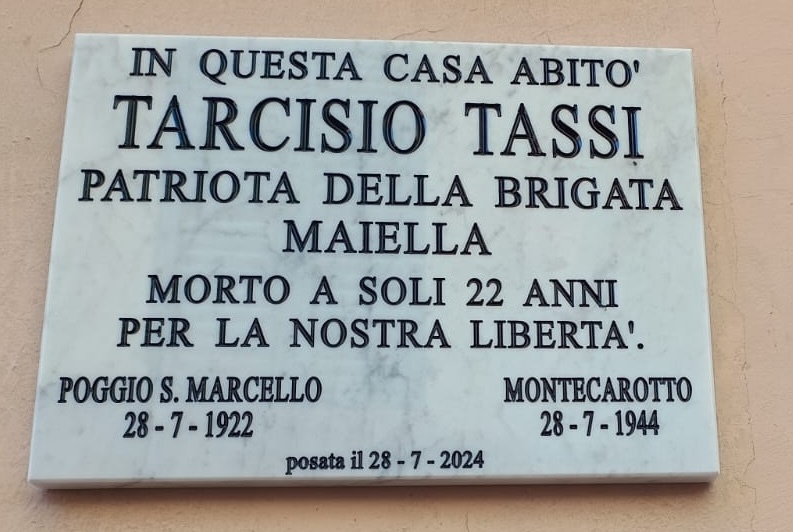 IN QUESTA CASA ABITO'
TARCISIO TASSI
PATRIOTA DELLA BRIGATA
MAIELLA
MORTO A SOLI 22 ANNI
PER LA NOSTRA LIBERTA'.
POGGIO S. MARCELLO MONTECAROTTO
28 - 7 - 1922 28 - 7 - 1944
posata il 28 - 7 - 2024